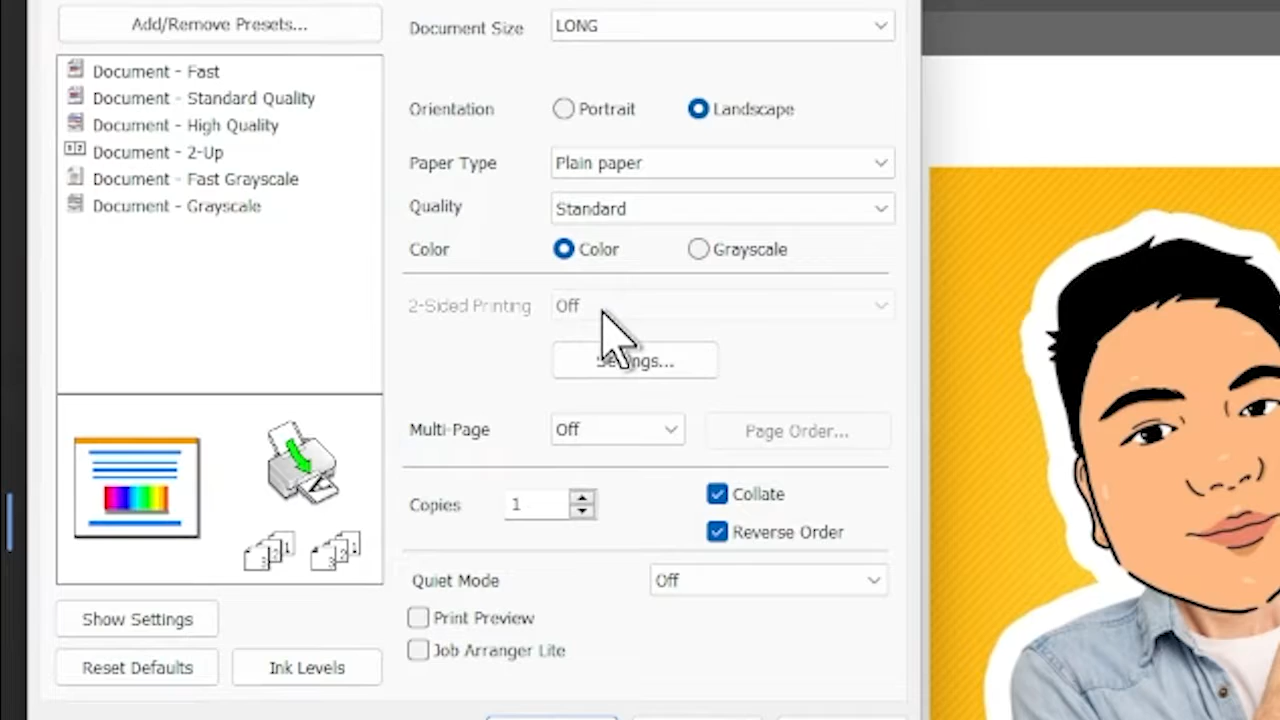 Add/Remove Presets...
Document - Fast
Document - Standard Quality
Document - High Quality
Document - 2-Up
Document - Fast Grayscale
Document - Grayscale
Show Settings
Reset Defaults
Ink Levels
Document Size LONG
Orientation Portrait Landscape
Paper Type Plain paper
Quality Standard
Color Color Grayscale
2-Sided Printing Off
Multi-Page Off Page Order...
Copies 1 Collate
Reverse Order
Quiet Mode Off
Print Preview
Job Arranger Lite